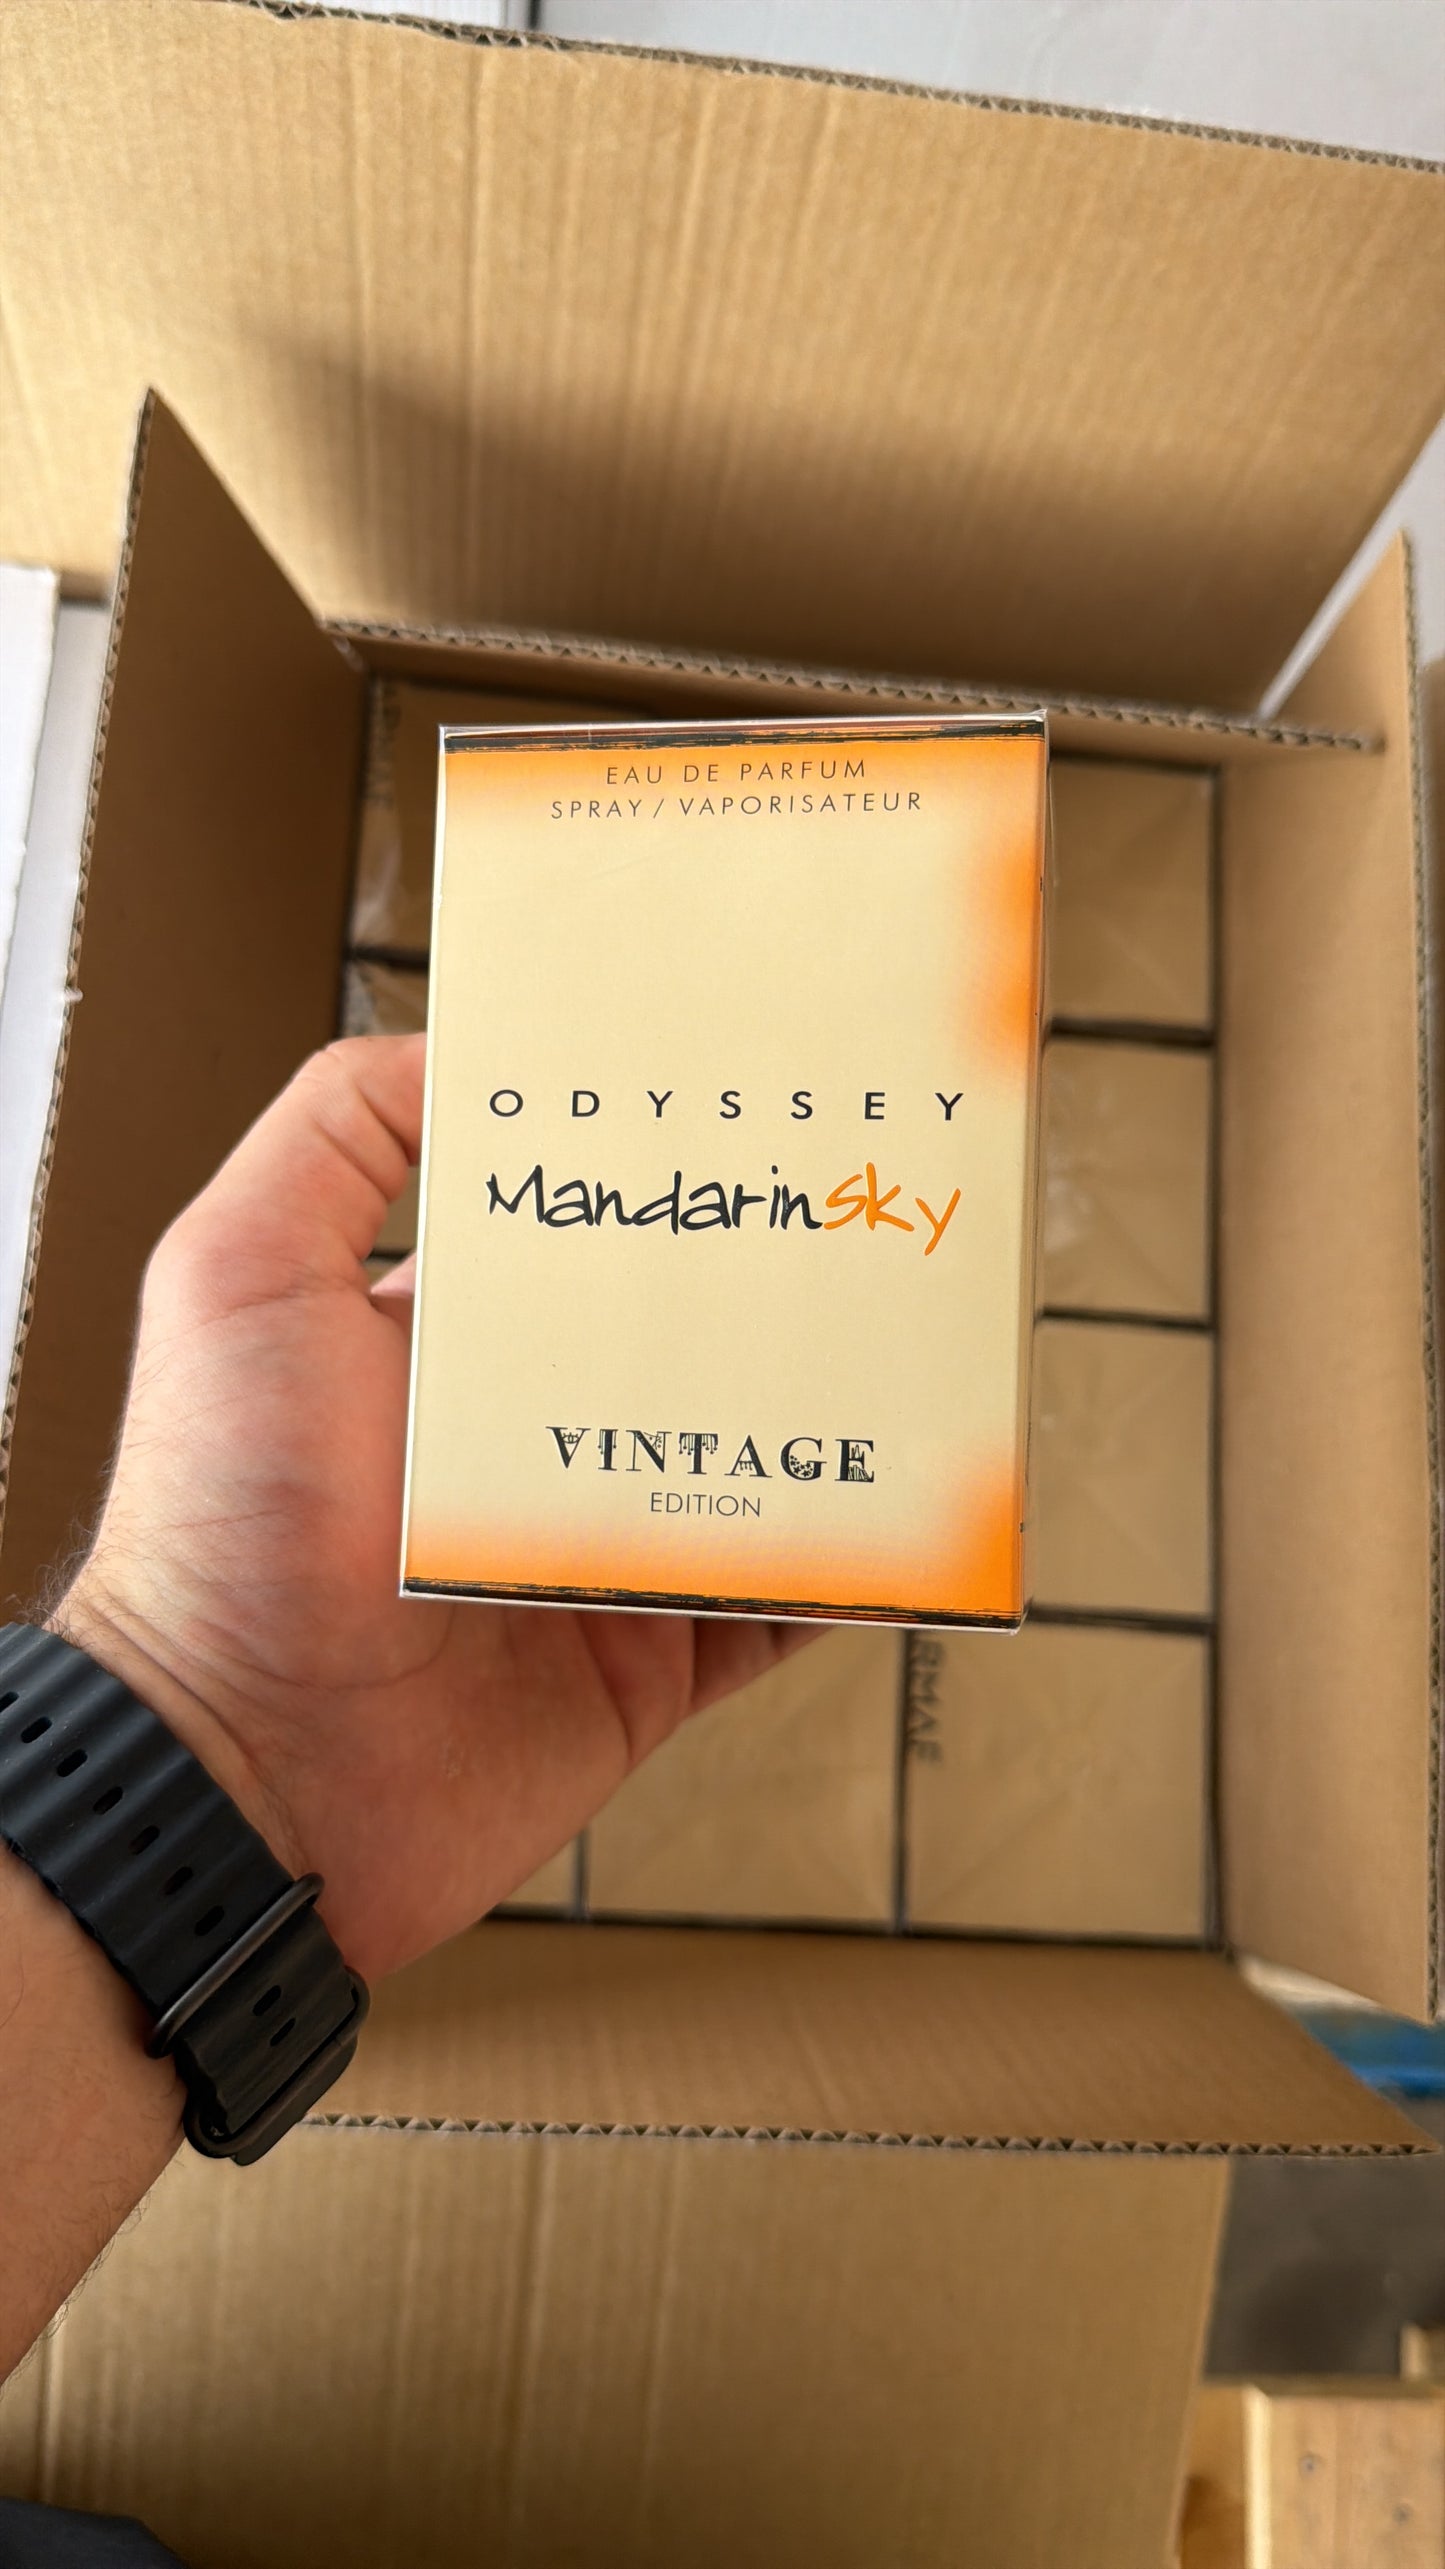 EAU DE PARFUM
SPRAY / VAPORISATEUR
ODYSSEY
MandarinSky
VINTAGE
EDITION